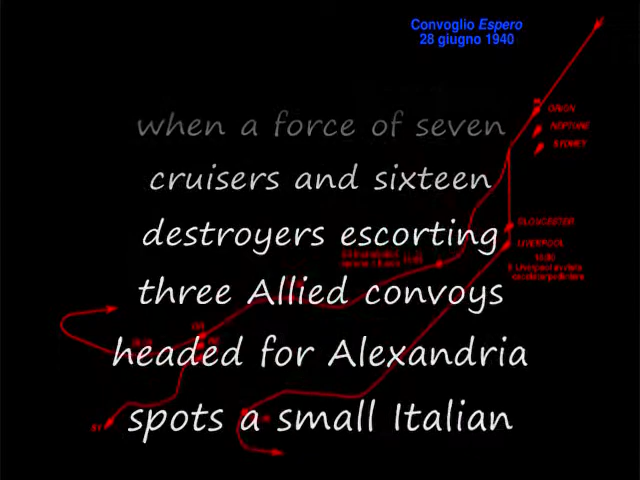 Convoglio Espero
28 giugno 1940
when a force of seven
cruisers and sixteen
destroyers escorting
three Allied convoys
headed for Alexandria
spots a small Italian
ORION
NEPTUNE
SYDNEY
GLOUCESTER
LIVERPOOL